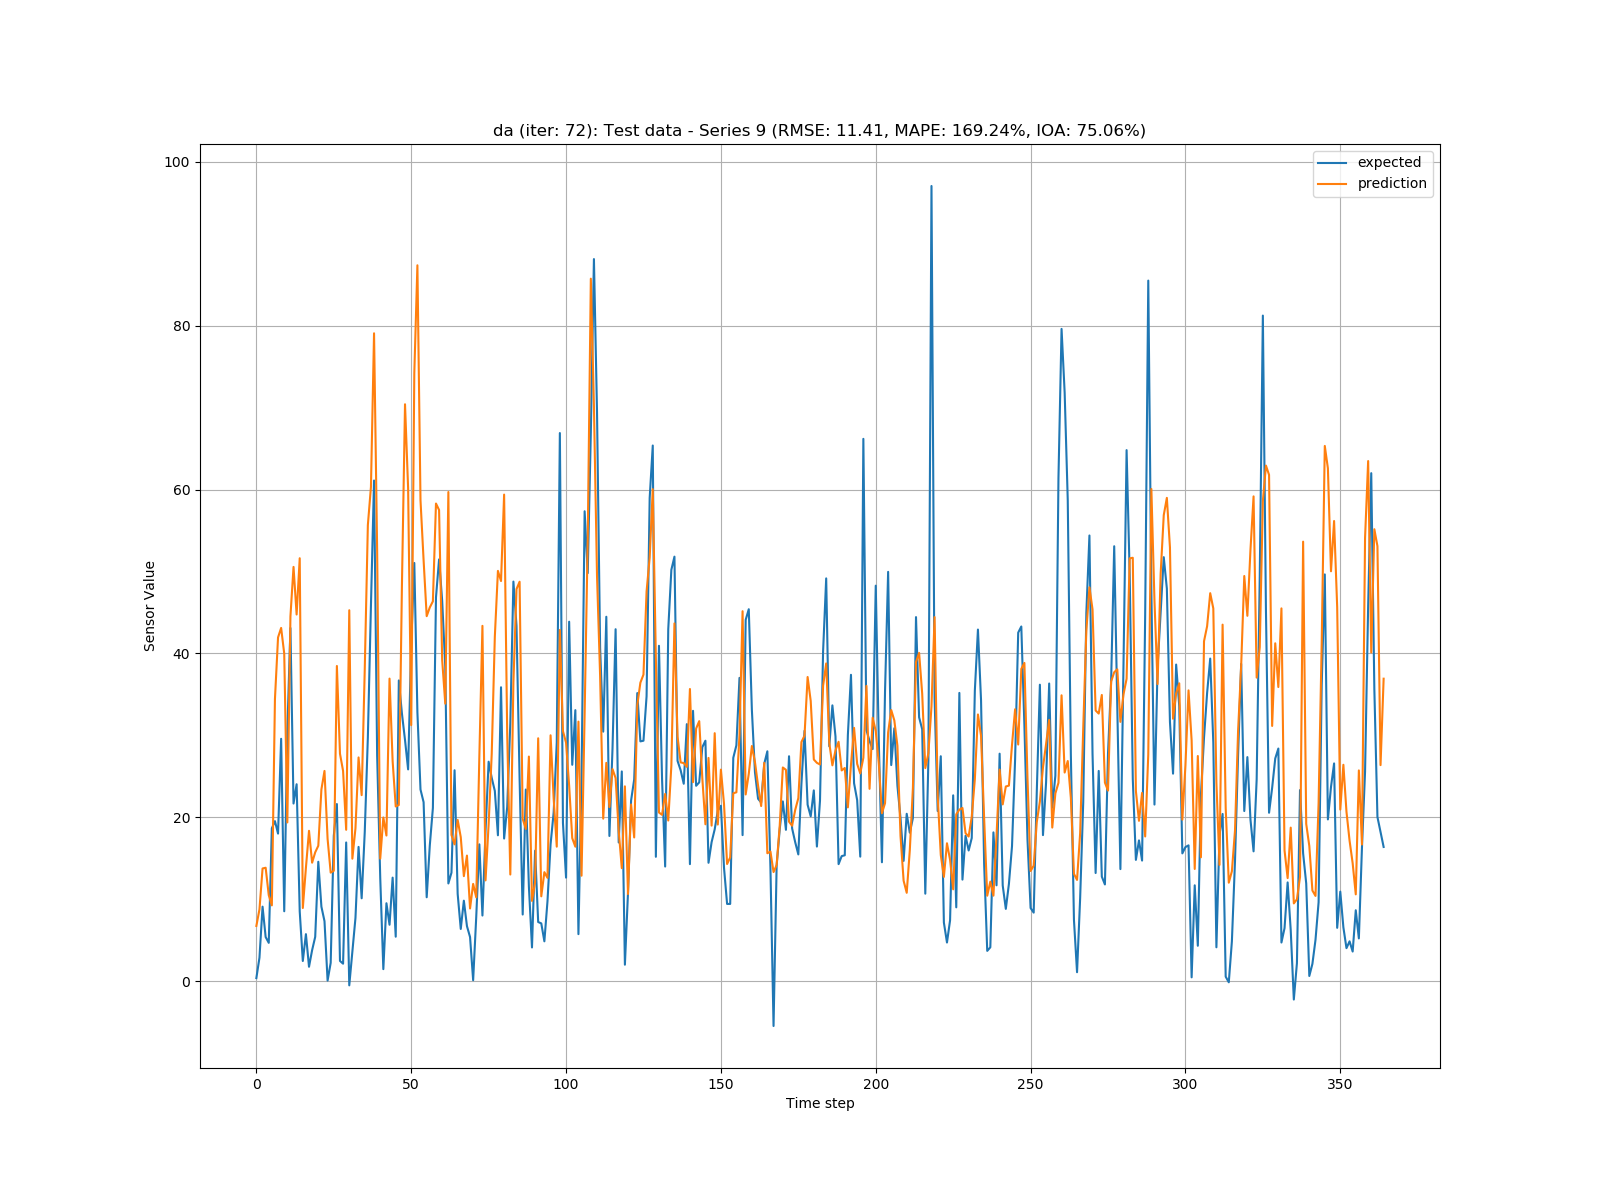 da (iter: 72): Test data - Series 9 (RMSE: 11.41, MAPE: 169.24%, IOA: 75.06%)
expected
prediction
100
80
60
40
20
0
Sensor Value
0 50 100 150 200 250 300 350
Time step